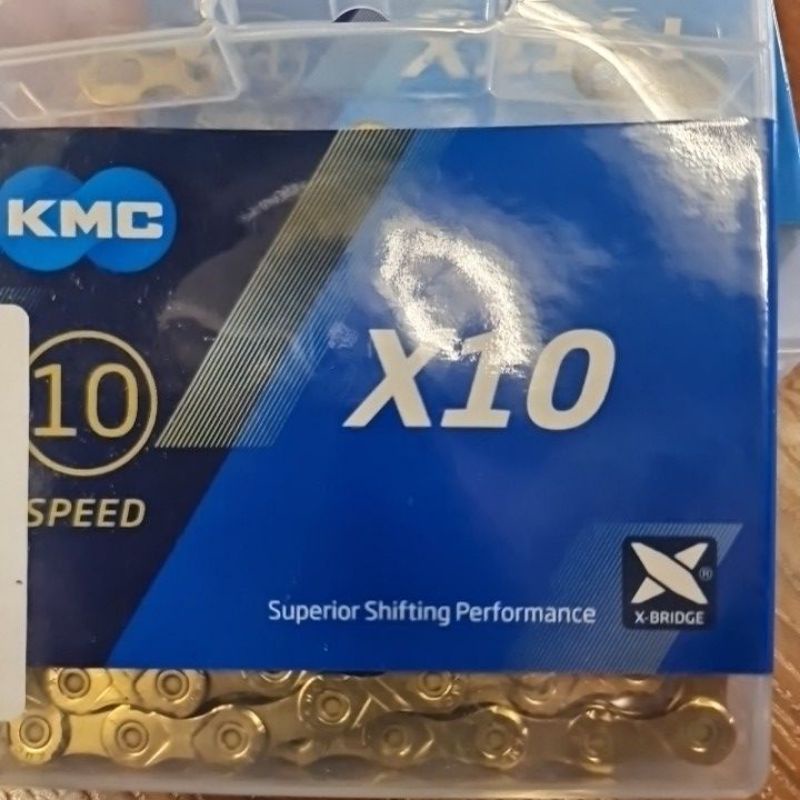 KMC
10
SPEED
X10
Superior Shifting Performance
X-BRIDGE
®